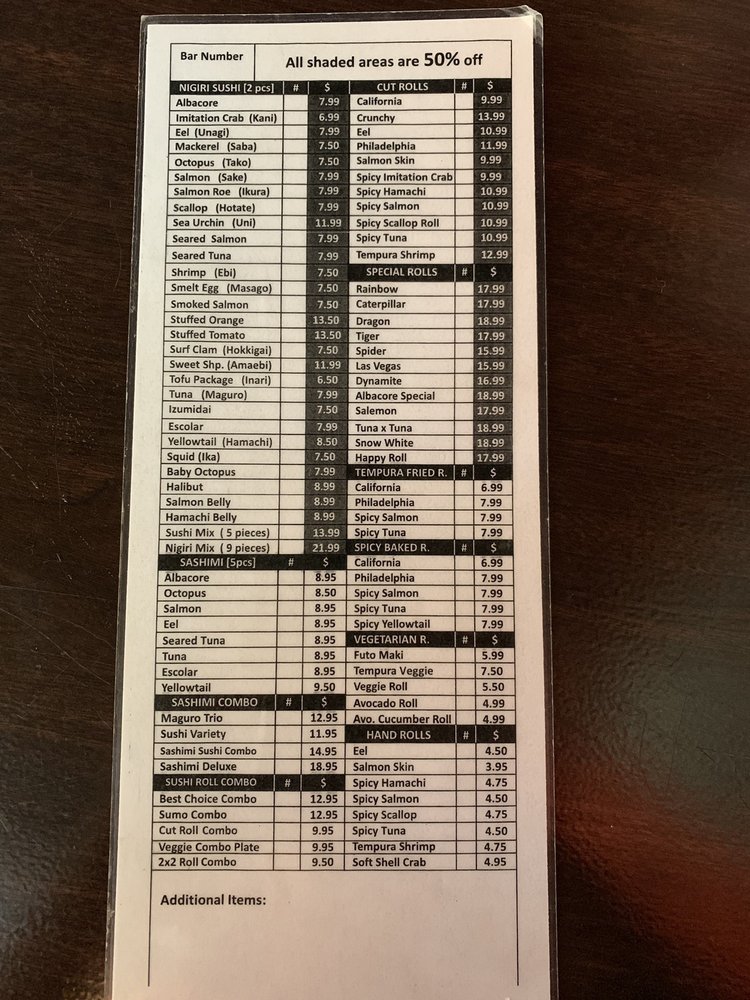 Bar Number
All shaded areas are 50% off
NIGIRI SUSHI [2 pcs] # $
Albacore 7.99
Imitation Crab (Kani) 6.99
Eel (Unagi) 7.99
Mackerel (Saba) 7.50
Octopus (Tako) 7.50
Salmon (Sake) 7.99
Salmon Roe (Ikura) 7.99
Scallop (Hotate) 7.99
Sea Urchin (Uni) 11.99
Seared Salmon 7.99
Seared Tuna 7.99
Shrimp (Ebi) 7.50
Smelt Egg (Masago) 7.50
Smoked Salmon 7.50
Stuffed Orange 13.50
Stuffed Tomato 13.50
Surf Clam (Hokkigai) 7.50
Sweet Shp. (Amaebi) 11.99
Tofu Package (Inari) 6.50
Tuna (Maguro) 7.99
Izumidai 7.50
Escolar 7.99
Yellowtail (Hamachi) 8.50
Squid (Ika) 7.50
Baby Octopus 7.99
Halibut 8.99
Salmon Belly 8.99
Hamachi Belly 8.99
Sushi Mix ( 5 pieces) 13.99
Nigiri Mix ( 9 pieces) 21.99
SASHIMI [5pcs] # $
Albacore 8.95
Octopus 8.50
Salmon 8.95
Eel 8.95
Seared Tuna 8.95
Tuna 8.95
Escolar 8.95
Yellowtail 9.50
SASHIMI COMBO # $
Maguro Trio 12.95
Sushi Variety 11.95
Sashimi Sushi Combo 14.95
Sashimi Deluxe 18.95
SUSHI ROLL COMBO # $
Best Choice Combo 12.95
Sumo Combo 12.95
Cut Roll Combo 9.95
Veggie Combo Plate 9.95
2x2 Roll Combo 9.50
CUT ROLLS # $
California 9.99
Crunchy 13.99
Eel 10.99
Philadelphia 11.99
Salmon Skin 9.99
Spicy Imitation Crab 9.99
Spicy Hamachi 10.99
Spicy Salmon 10.99
Spicy Scallop Roll 10.99
Spicy Tuna 10.99
Tempura Shrimp 12.99
SPECIAL ROLLS # $
Rainbow 17.99
Caterpillar 17.99
Dragon 18.99
Tiger 17.99
Spider 15.99
Las Vegas 15.99
Dynamite 16.99
Albacore Special 18.99
Salemon 17.99
Tuna x Tuna 18.99
Snow White 18.99
Happy Roll 17.99
TEMPURA FRIED R. # $
California 6.99
Philadelphia 7.99
Spicy Salmon 7.99
Spicy Tuna 7.99
SPICY BAKED R. # $
California 6.99
Philadelphia 7.99
Spicy Salmon 7.99
Spicy Tuna 7.99
Spicy Yellowtail 7.99
VEGETARIAN R. # $
Futo Maki 5.99
Tempura Veggie 7.50
Veggie Roll 5.50
Avocado Roll 4.99
Avo. Cucumber Roll 4.99
HAND ROLLS # $
Eel 4.50
Salmon Skin 3.95
Spicy Hamachi 4.75
Spicy Salmon 4.50
Spicy Scallop 4.75
Spicy Tuna 4.50
Tempura Shrimp 4.75
Soft Shell Crab 4.95
Additional Items: